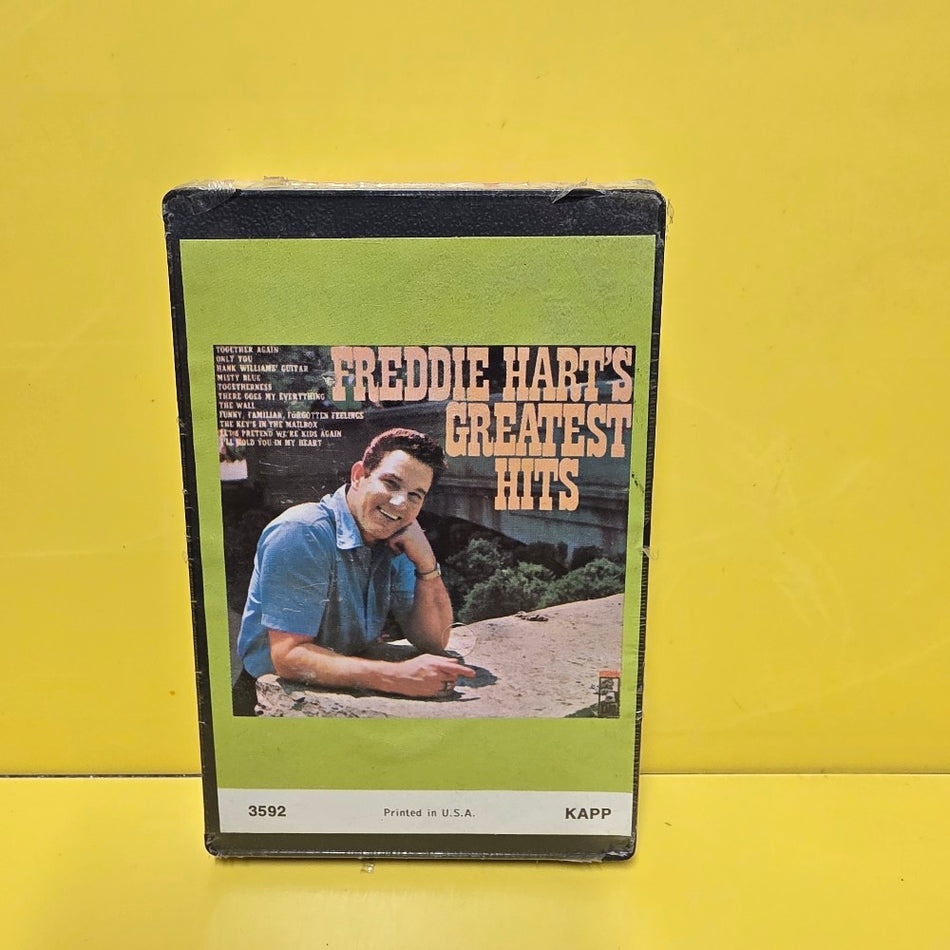 TOGETHER AGAIN
ONLY YOU
HANK WILLIAMS' GUITAR
MISTY BLUE
TOGETHERNESS
THERE GOES MY EVERYTHING
THE WALL
FUNNY, FAMILIAR, FORGOTTEN FEELINGS
THE KEY'S IN THE MAILBOX
LET'S PRETEND WE'RE KIDS AGAIN
I'LL HOLD YOU IN MY HEART
FREDDIE HART'S
GREATEST
HITS
3592 Printed in U.S.A. KAPP